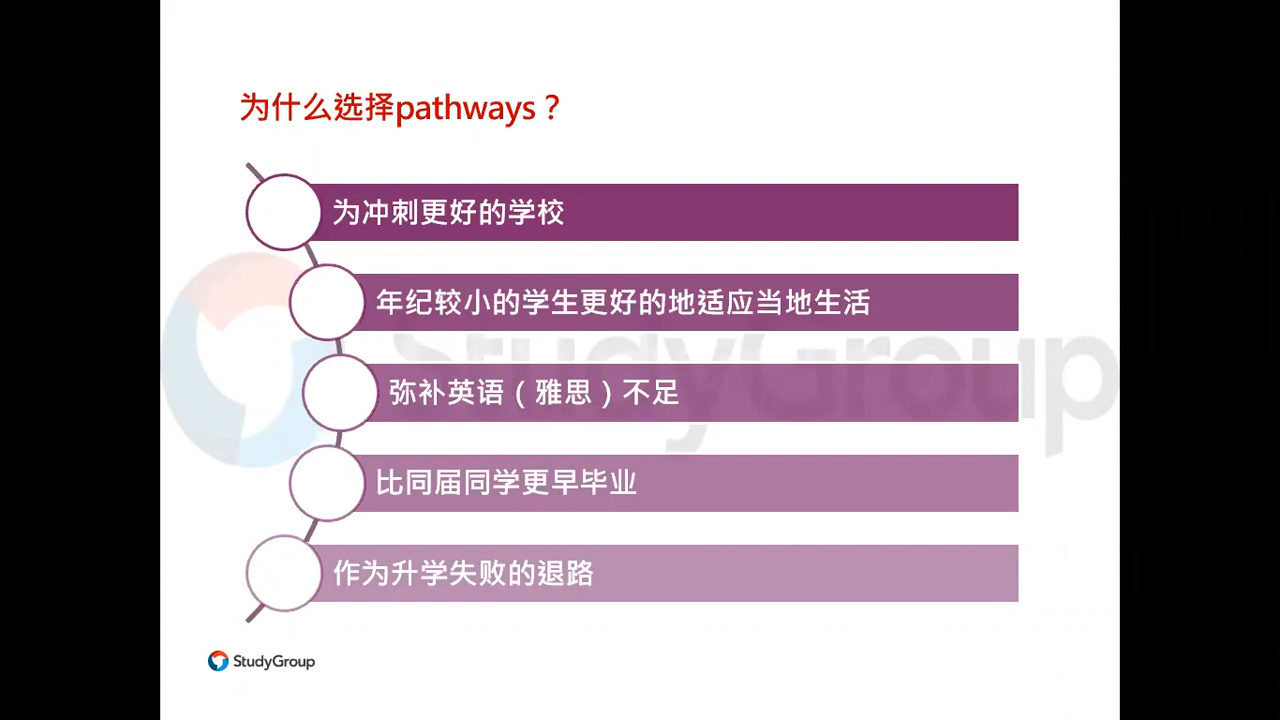 为什么选择pathways？
为冲刺更好的学校
年纪较小的学生更好的地适应当地生活
弥补英语（雅思）不足
比同届同学更早毕业
作为升学失败的退路
StudyGroup
StudyGroup